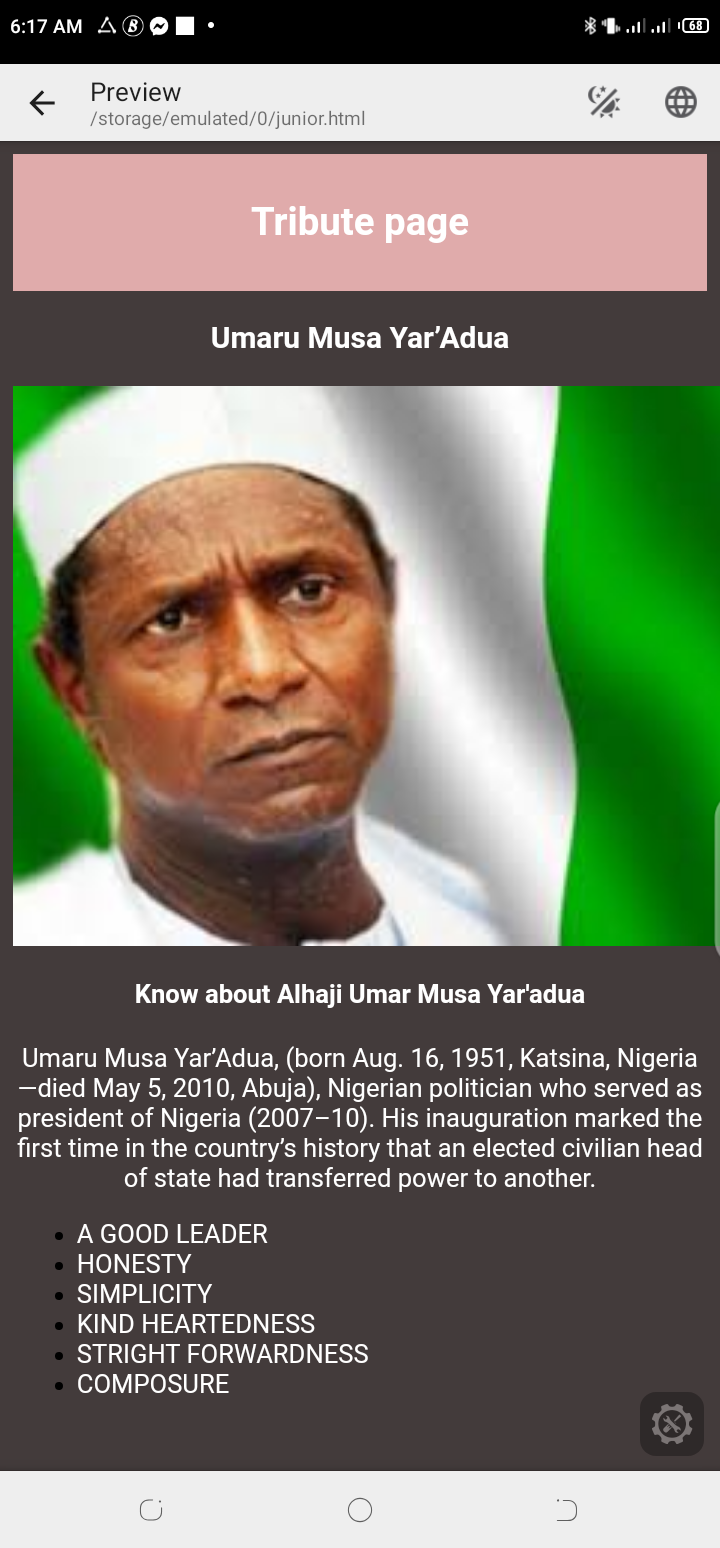 6:17 AM
68
Preview
/storage/emulated/0/junior.html
Tribute page
Umaru Musa Yar’Adua
Know about Alhaji Umar Musa Yar'adua
Umaru Musa Yar’Adua, (born Aug. 16, 1951, Katsina, Nigeria
—died May 5, 2010, Abuja), Nigerian politician who served as
president of Nigeria (2007–10). His inauguration marked the
first time in the country’s history that an elected civilian head
of state had transferred power to another.
A GOOD LEADER
HONESTY
SIMPLICITY
KIND HEARTEDNESS
STRIGHT FORWARDNESS
COMPOSURE